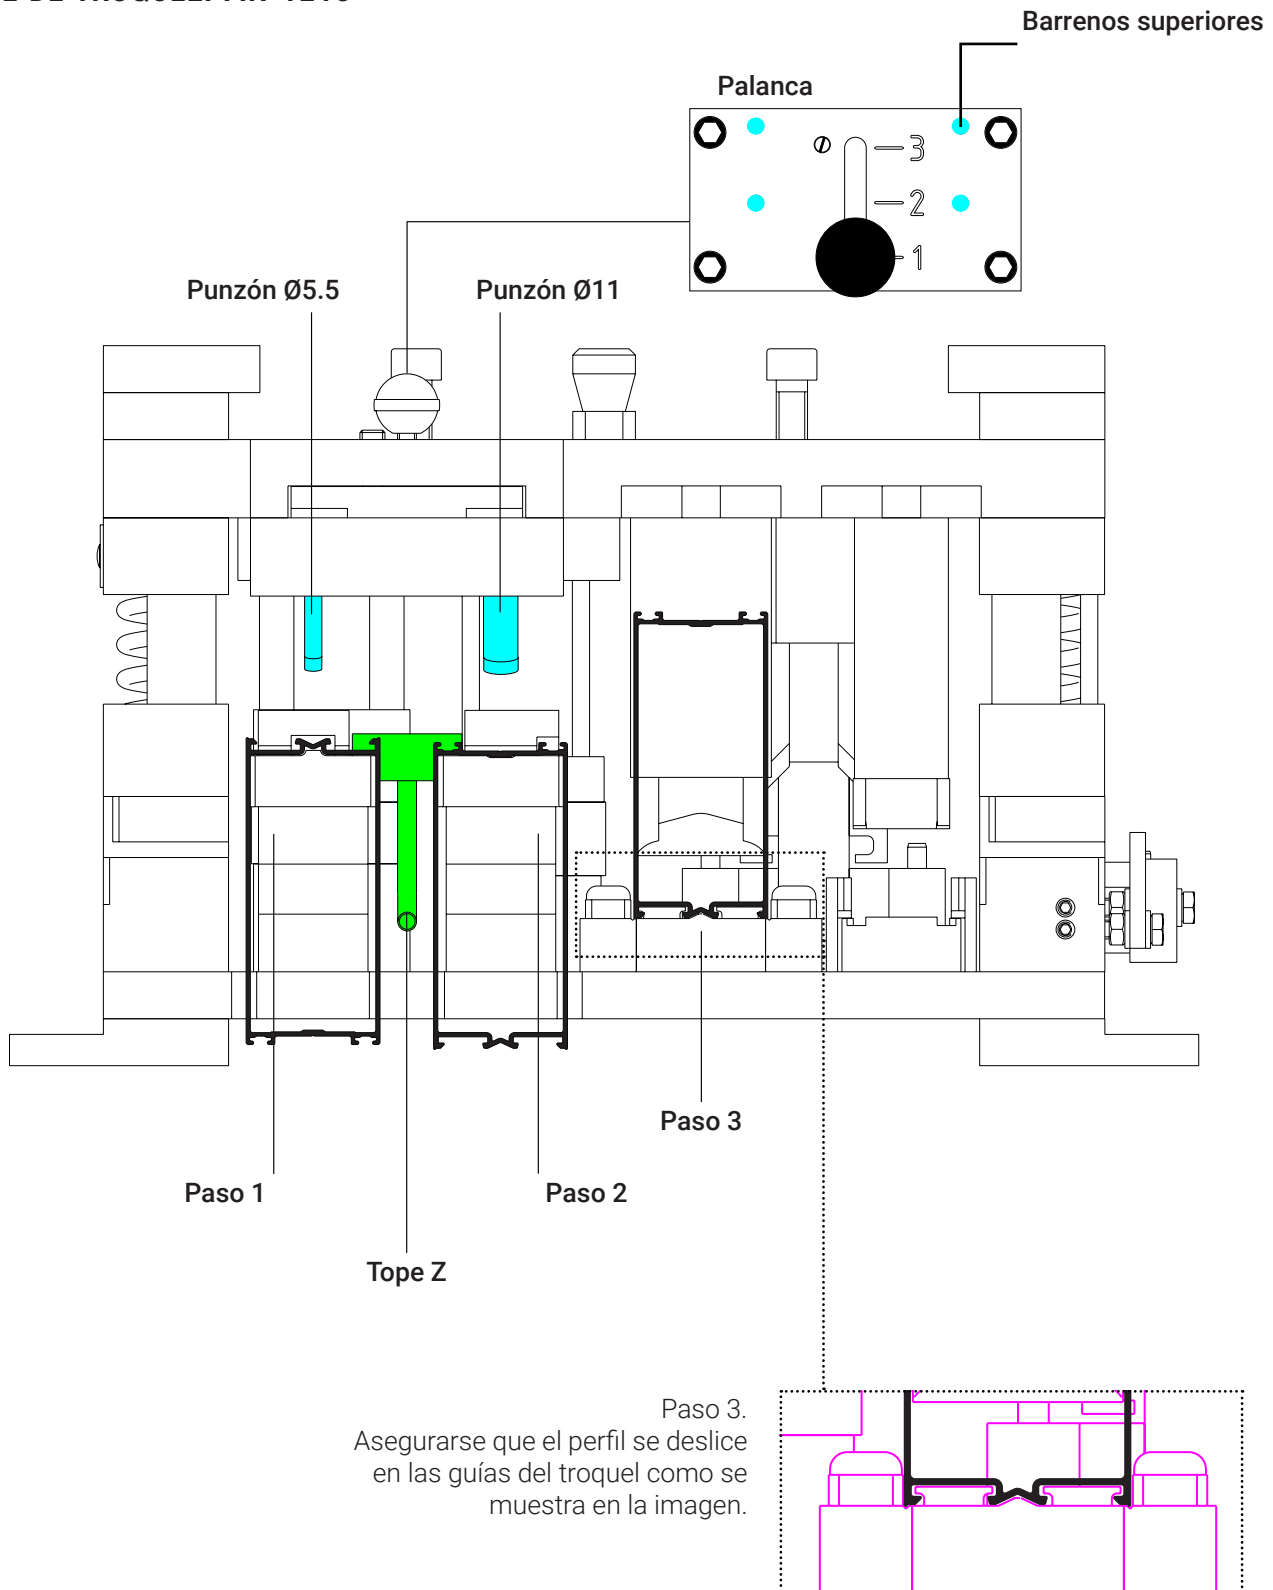 Barrenos superiores
Palanca
3
2
1
Punzón Ø5.5
Punzón Ø11
Paso 3
Paso 1
Paso 2
Tope Z
Paso 3.
Asegurarse que el perfil se deslice
en las guías del troquel como se
muestra en la imagen.